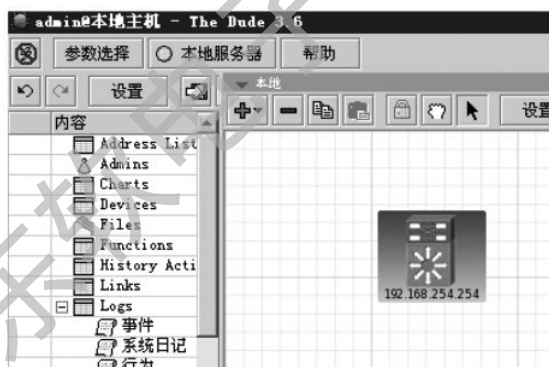 admin@本地主机 - The Dude 3.6
参数选择 本地服务器 帮助
设置
本地
设置
内容
Address List
Admins
Charts
Devices
Files
Functions
History Acti
Links
Logs
事件
系统日记
行为
192.168.254.254